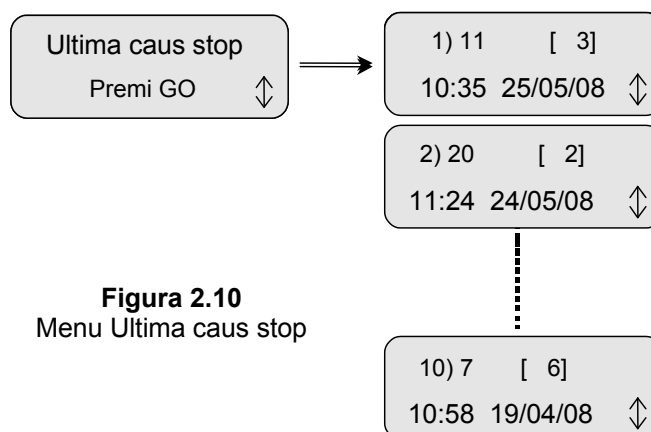 Ultima caus stop
Premi GO
1) 11 [ 3]
10:35 25/05/08
2) 20 [ 2]
11:24 24/05/08
Figura 2.10
Menu Ultima caus stop
10) 7 [ 6]
10:58 19/04/08